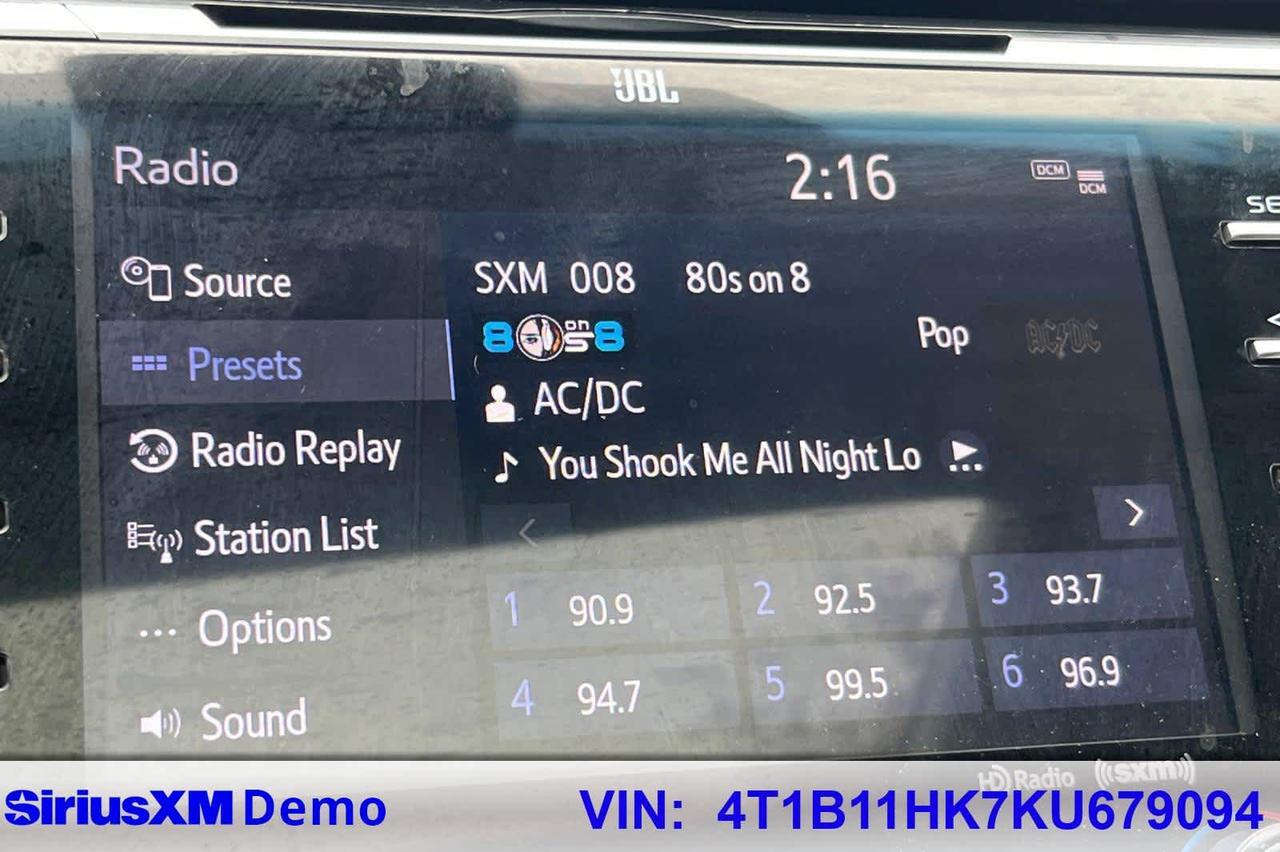 JBL
Radio 2:16 DCM DCM
Source
Presets
Radio Replay
Station List
Options
Sound
SXM 008 80s on 8
80s on 8 Pop AC/DC
AC/DC
You Shook Me All Night Lo
1 90.9 2 92.5 3 93.7
4 94.7 5 99.5 6 96.9
HD Radio ((sxm))
SE
SiriusXM Demo VIN: 4T1B11HK7KU679094